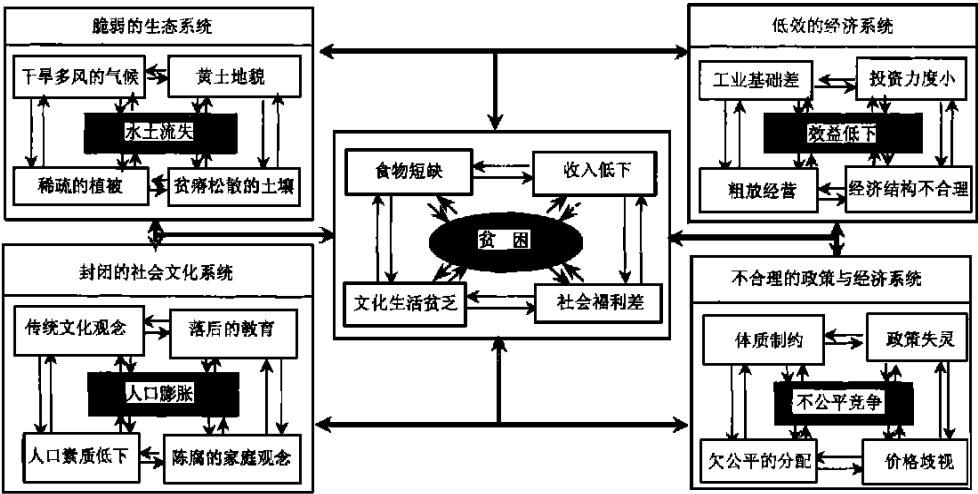 脆弱的生态系统
干旱多风的气候
黄土地貌
水土流失
稀疏的植被
贫瘠松散的土壤
低效的经济系统
工业基础差
投资力度小
效益低下
粗放经营
经济结构不合理
食物短缺
收入低下
贫 困
文化生活贫乏
社会福利差
封闭的社会文化系统
传统文化观念
落后的教育
人口膨胀
人口素质低下
陈腐的家庭观念
不合理的政策与经济系统
体质制约
政策失灵
不公平竞争
欠公平的分配
价格歧视